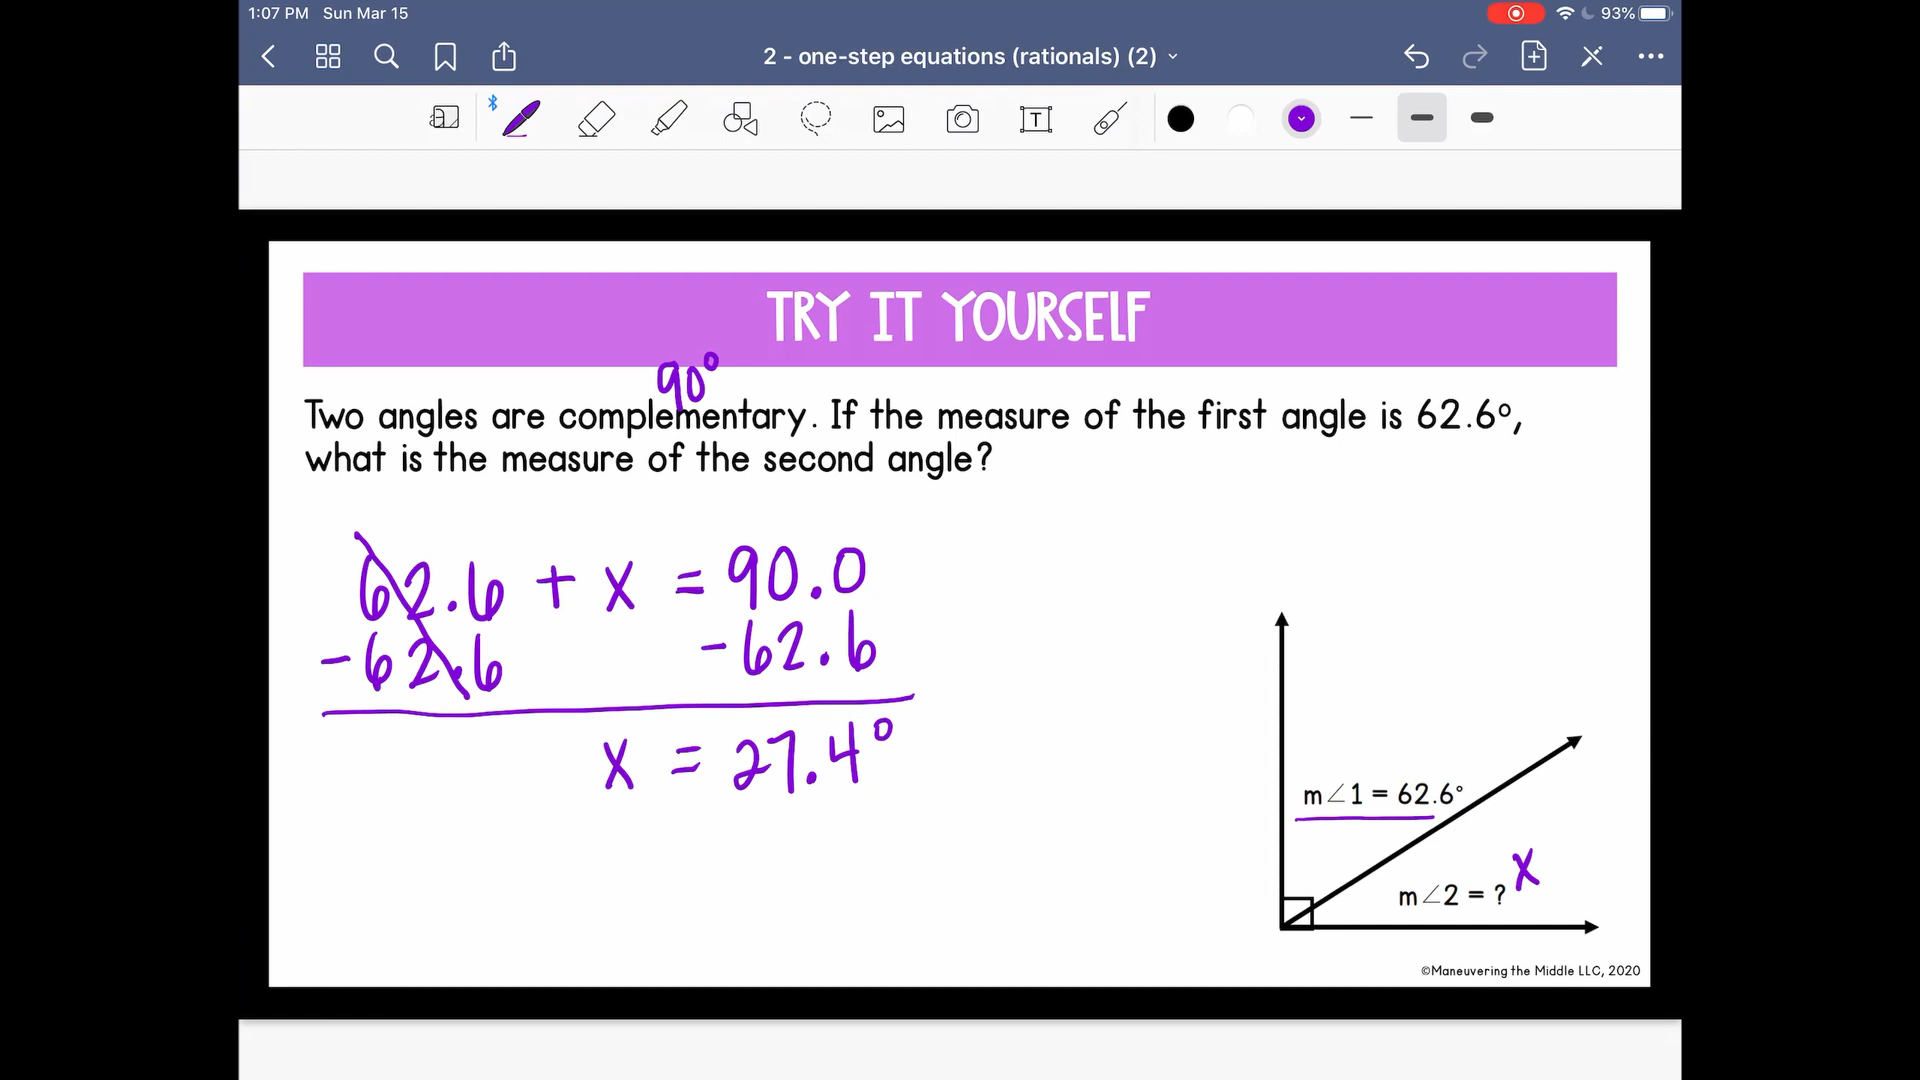 1:07 PM Sun Mar 15
93%
2 - one-step equations (rationals) (2)
T
TRY IT YOURSELF
90°
Two angles are complementary. If the measure of the first angle is 62.6°,
what is the measure of the second angle?
62.6 + x = 90.0
-62.6 -62.6
x = 27.4°
m∠1 = 62.6°
x
m∠2 = ?
©Maneuvering the Middle LLC, 2020